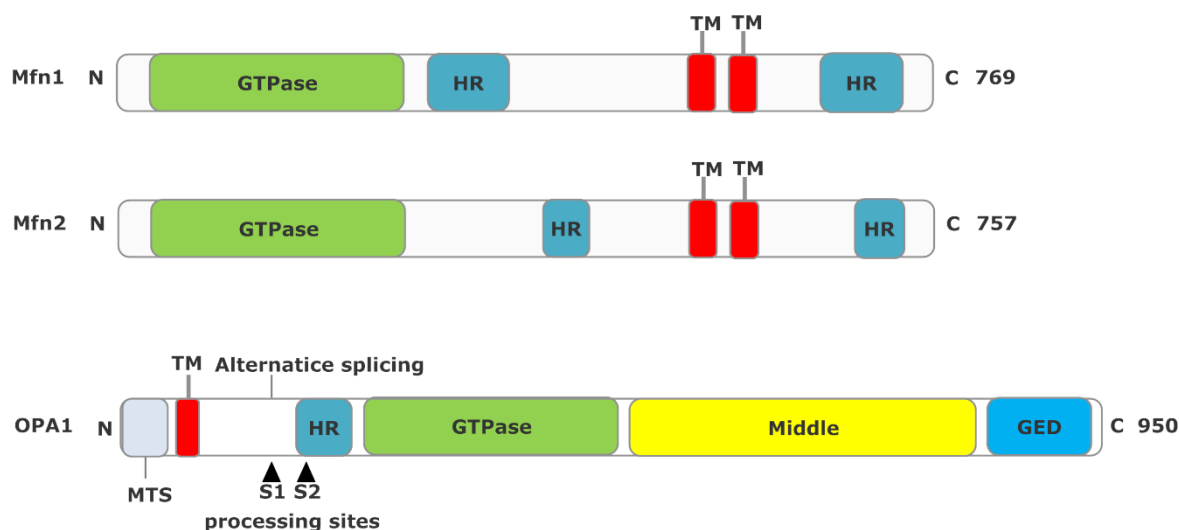 TM TM
Mfn1 N GTPase HR HR C 769
TM TM
Mfn2 N GTPase HR HR C 757
TM Alternatice splicing
OPA1 N HR GTPase Middle GED C 950
MTS S1 S2
processing sites